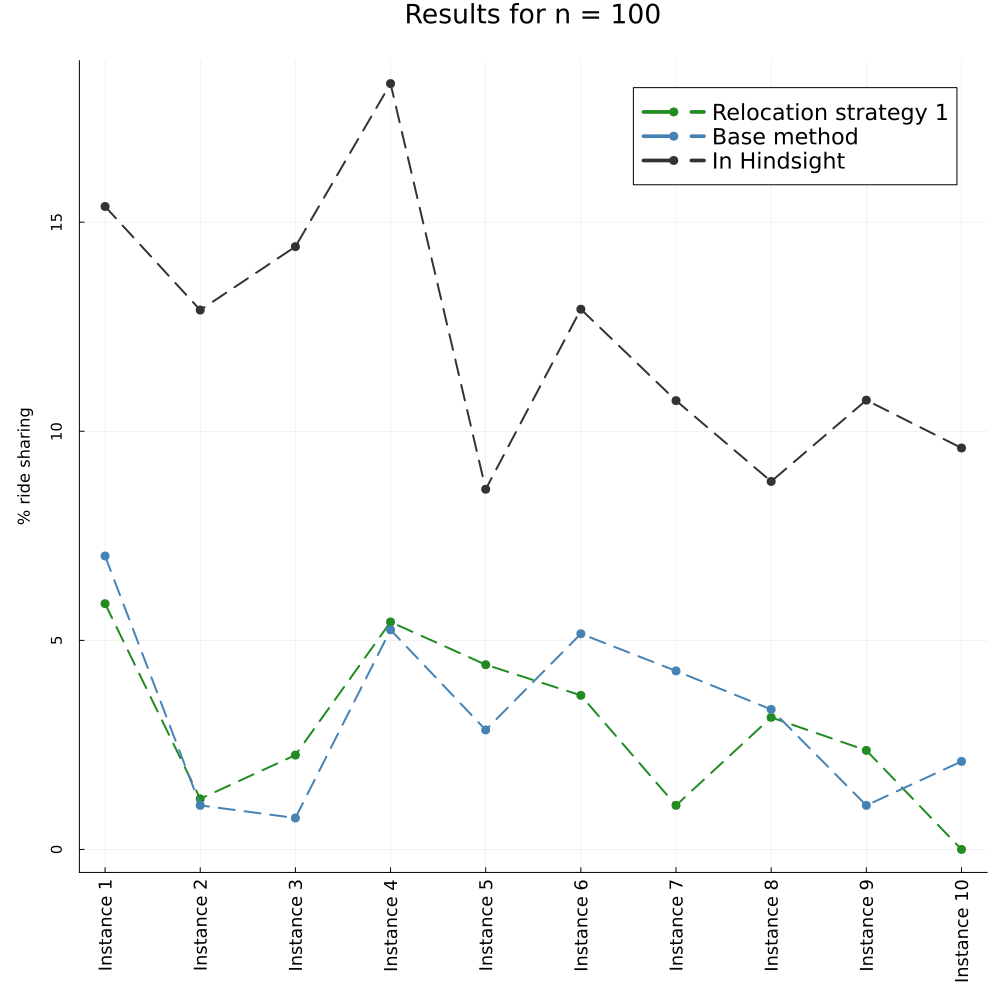 Results for n = 100
Relocation strategy 1
Base method
In Hindsight
% ride sharing
15
10
5
0
Instance 1
Instance 2
Instance 3
Instance 4
Instance 5
Instance 6
Instance 7
Instance 8
Instance 9
Instance 10